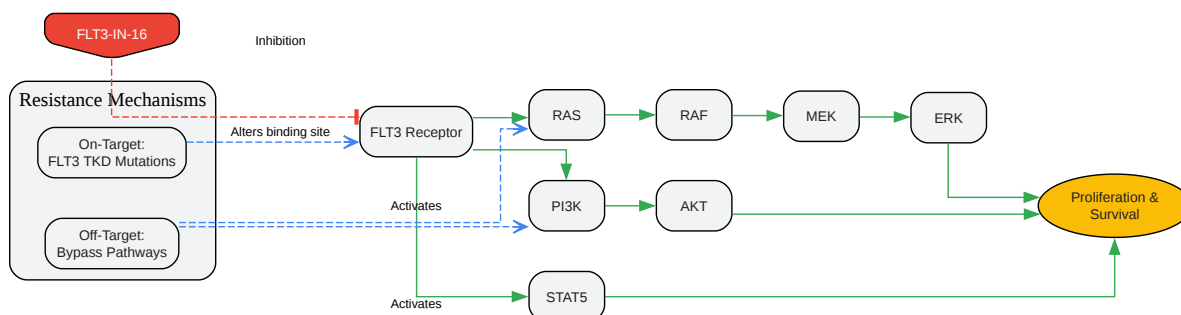 FLT3-IN-16
Inhibition
Resistance Mechanisms
On-Target:
FLT3 TKD Mutations
Alters binding site
Off-Target:
Bypass Pathways
FLT3 Receptor
RAS
RAF
MEK
ERK
Activates
PI3K
AKT
Proliferation &
Survival
Activates
STAT5